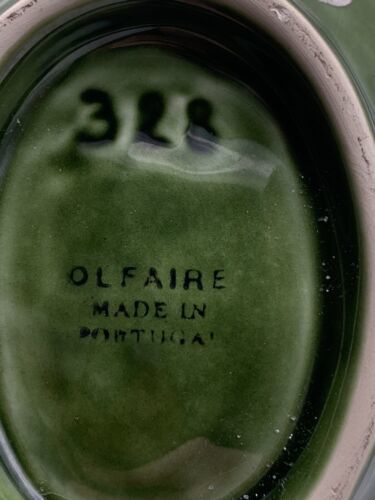 328
OLFAIRE
MADE IN
PORTUGAL